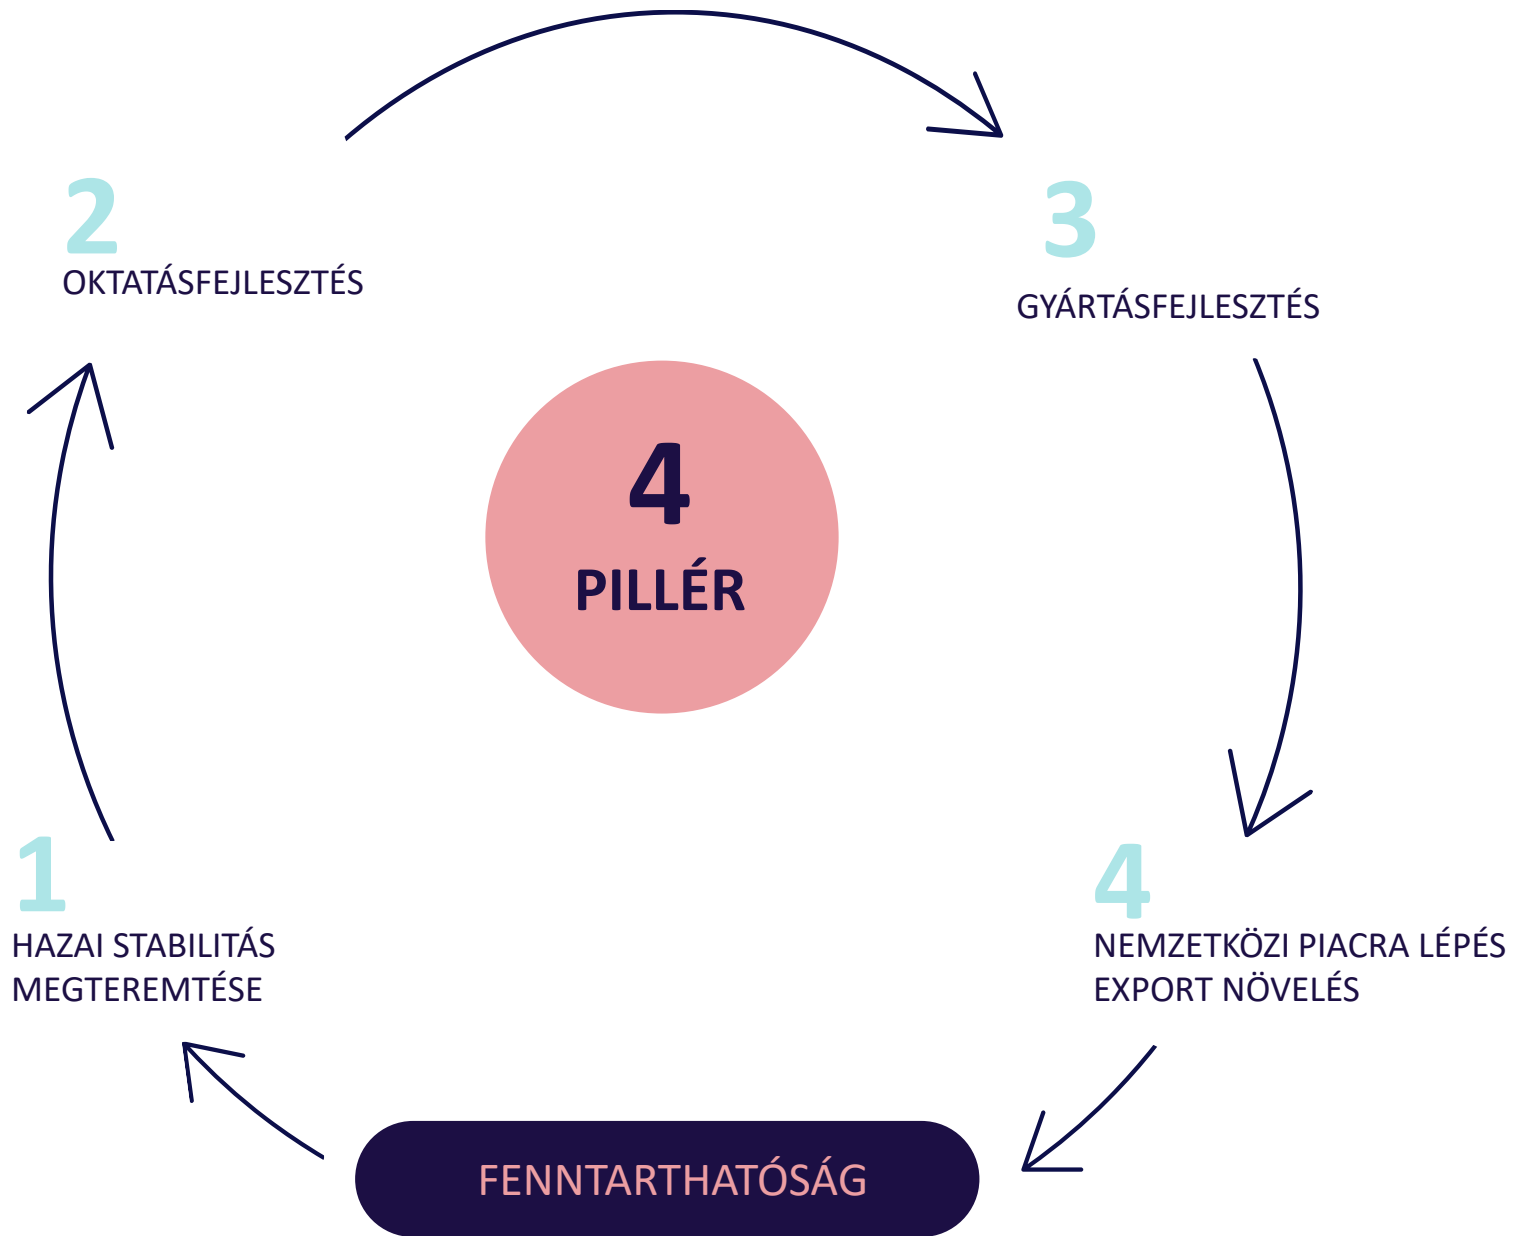 2
OKTATÁSFEJLESZTÉS
3
GYÁRTÁSFEJLESZTÉS
4
PILLÉR
1
HAZAI STABILITÁS
MEGTEREMTÉSE
4
NEMZETKÖZI PIACRA LÉPÉS
EXPORT NÖVELÉS
FENNTARTHATÓSÁG